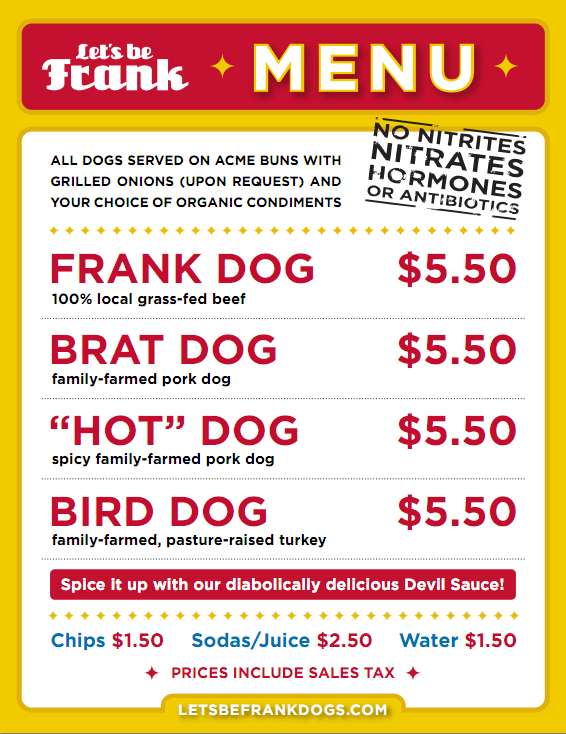 Let's be
Frank
MENU
NO NITRITES
NITRATES
HORMONES
OR ANTIBIOTICS
ALL DOGS SERVED ON ACME BUNS WITH
GRILLED ONIONS (UPON REQUEST) AND
YOUR CHOICE OF ORGANIC CONDIMENTS
FRANK DOG $5.50
100% local grass-fed beef
BRAT DOG $5.50
family-farmed pork dog
“HOT” DOG $5.50
spicy family-farmed pork dog
BIRD DOG $5.50
family-farmed, pasture-raised turkey
Spice it up with our diabolically delicious Devil Sauce!
Chips $1.50 Sodas/Juice $2.50 Water $1.50
PRICES INCLUDE SALES TAX
LETSBEFRANKDOGS.COM